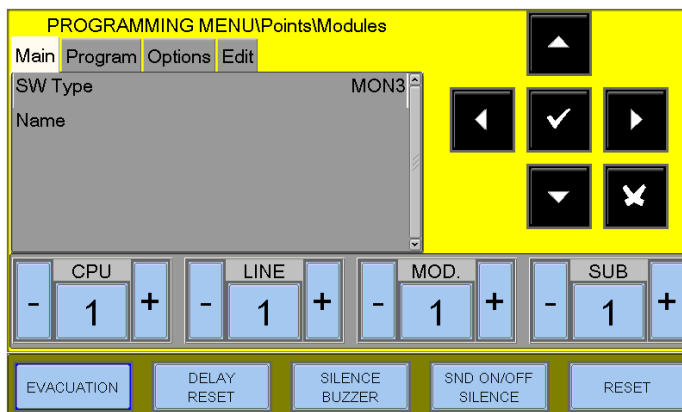 PROGRAMMING MENU\Points\Modules
Main Program Options Edit
SW Type MON3
Name
CPU LINE MOD. SUB
- 1 + - 1 + - 1 + - 1 +
EVACUATION DELAY RESET SILENCE BUZZER SND ON/OFF SILENCE RESET